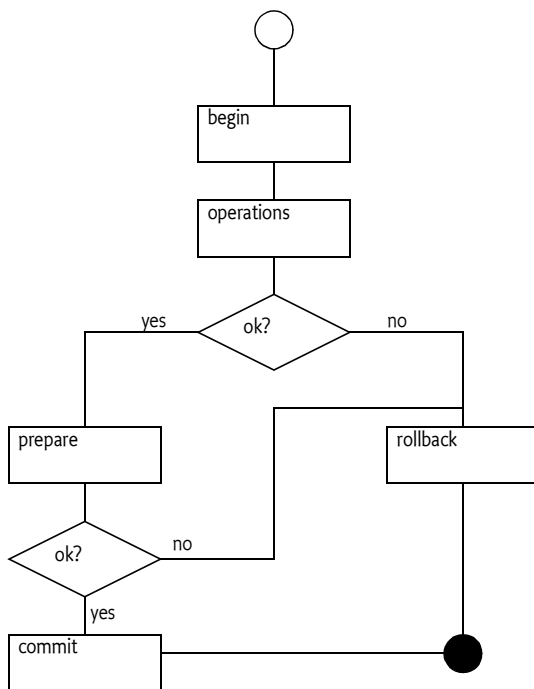 begin
operations
ok?
yes
no
prepare
rollback
ok?
no
yes
commit